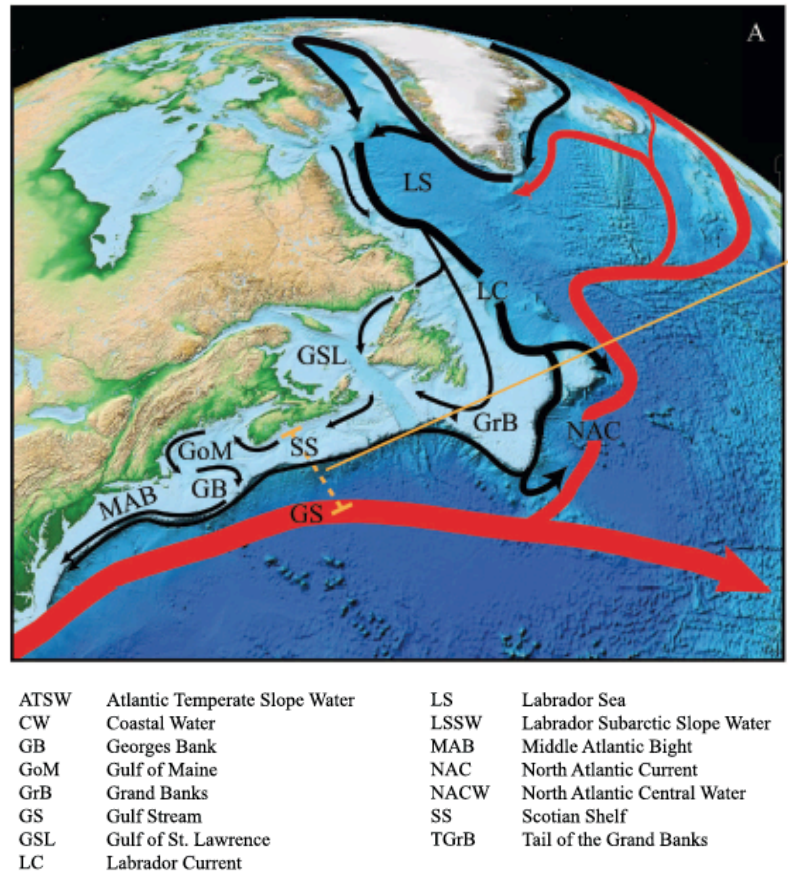 A
LS
LC
GSL
GrB
NAC
SS
GoM
GB
MAB
GS
ATSW Atlantic Temperate Slope Water
CW Coastal Water
GB Georges Bank
GoM Gulf of Maine
GrB Grand Banks
GS Gulf Stream
GSL Gulf of St. Lawrence
LC Labrador Current
LS Labrador Sea
LSSW Labrador Subarctic Slope Water
MAB Middle Atlantic Bight
NAC North Atlantic Current
NACW North Atlantic Central Water
SS Scotian Shelf
TGrB Tail of the Grand Banks